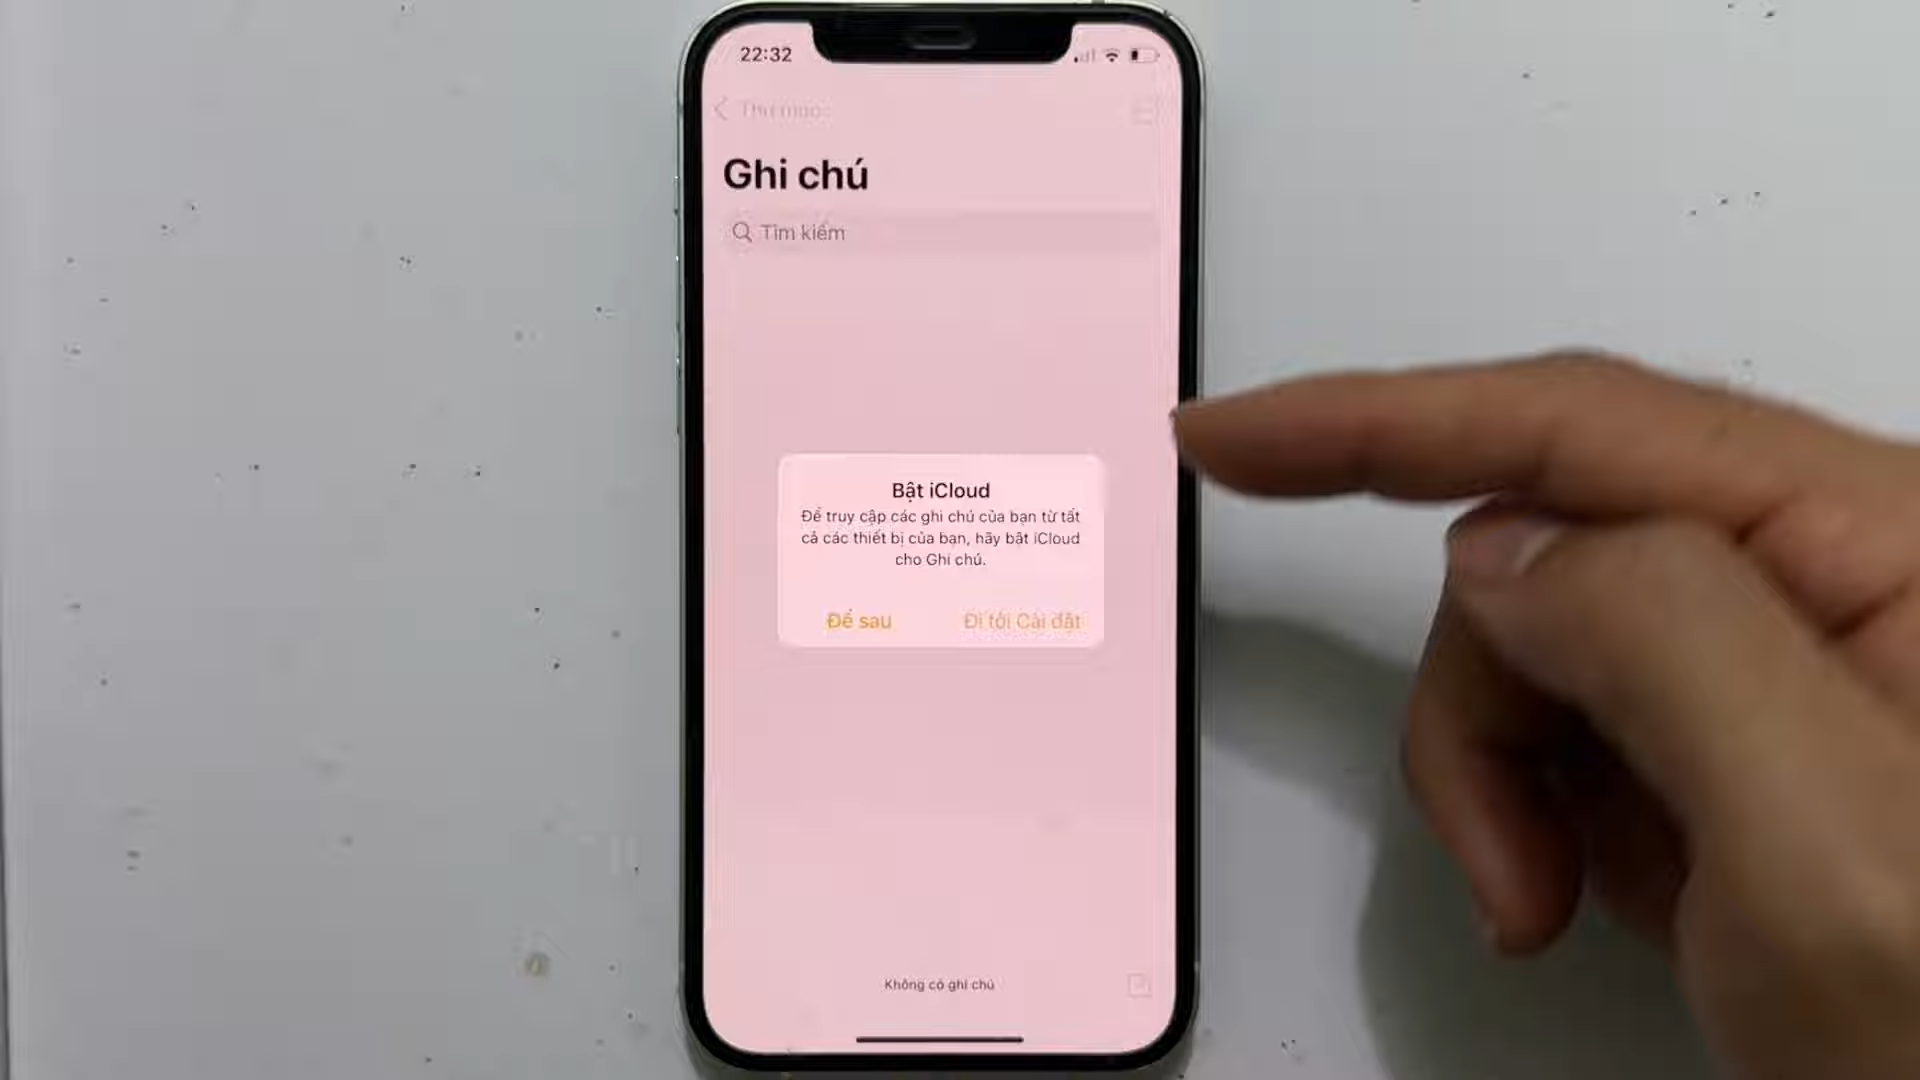 22:32
Thư mục
Ghi chú
Tìm kiếm
Bật iCloud
Để truy cập các ghi chú của bạn từ tất
cả các thiết bị của bạn, hãy bật iCloud
cho Ghi chú.
Để sau
Đi tới Cài đặt
Không có ghi chú